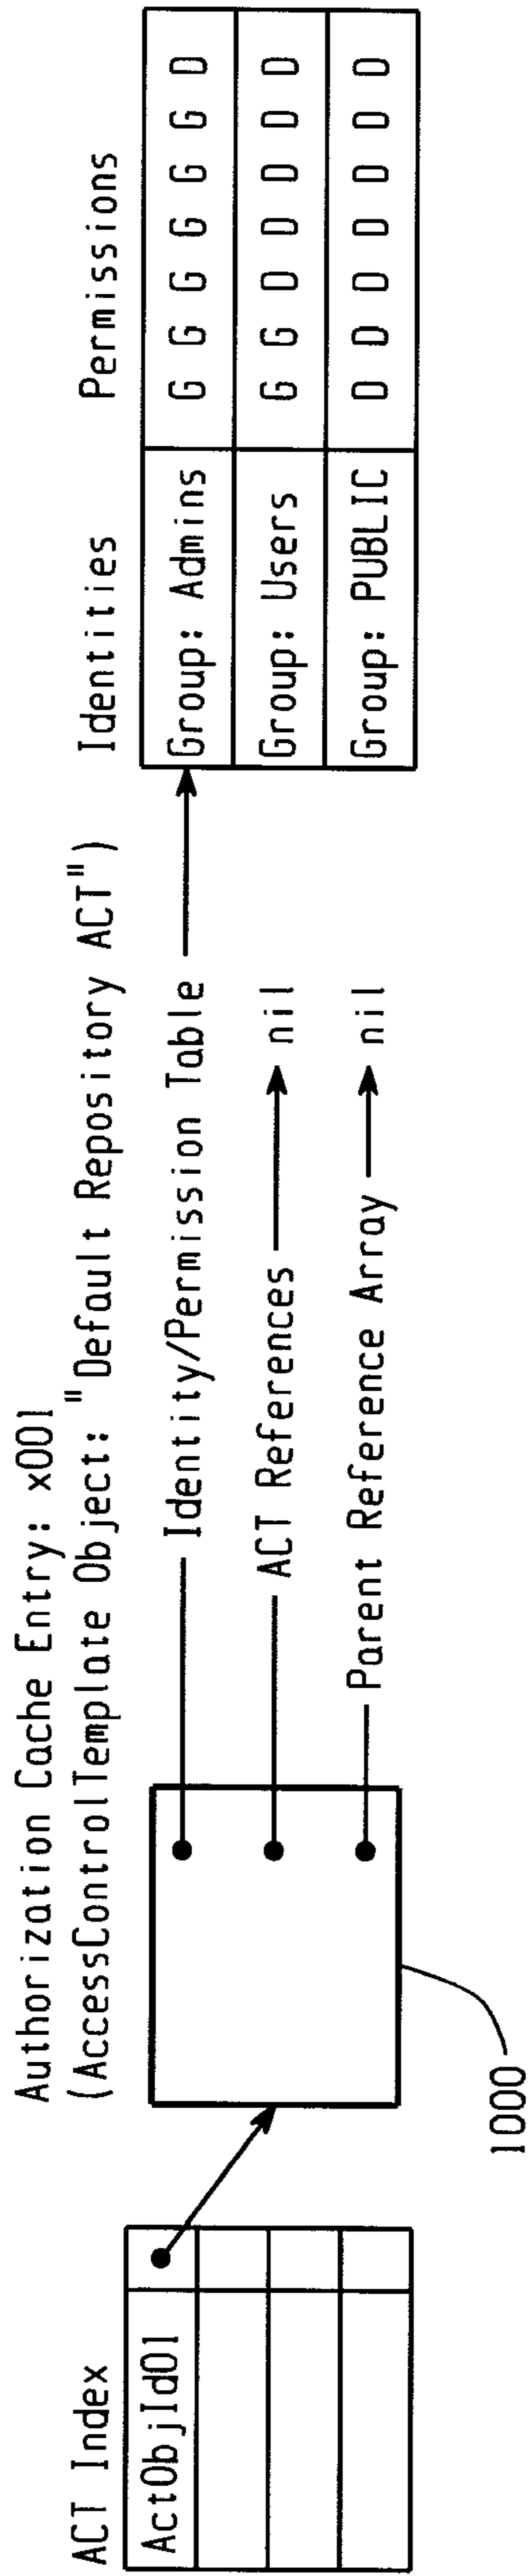 Authorization Cache Entry: x001
(AccessControlTemplate Object: "Default Repository ACT")
ACT Index
ActObjId01
1000
Identity/Permission Table
ACT References
nil
Parent Reference Array
nil
Identities Permissions
Group: Admins G G G G G D
Group: Users G G D D D D
Group: PUBLIC D D D D D D